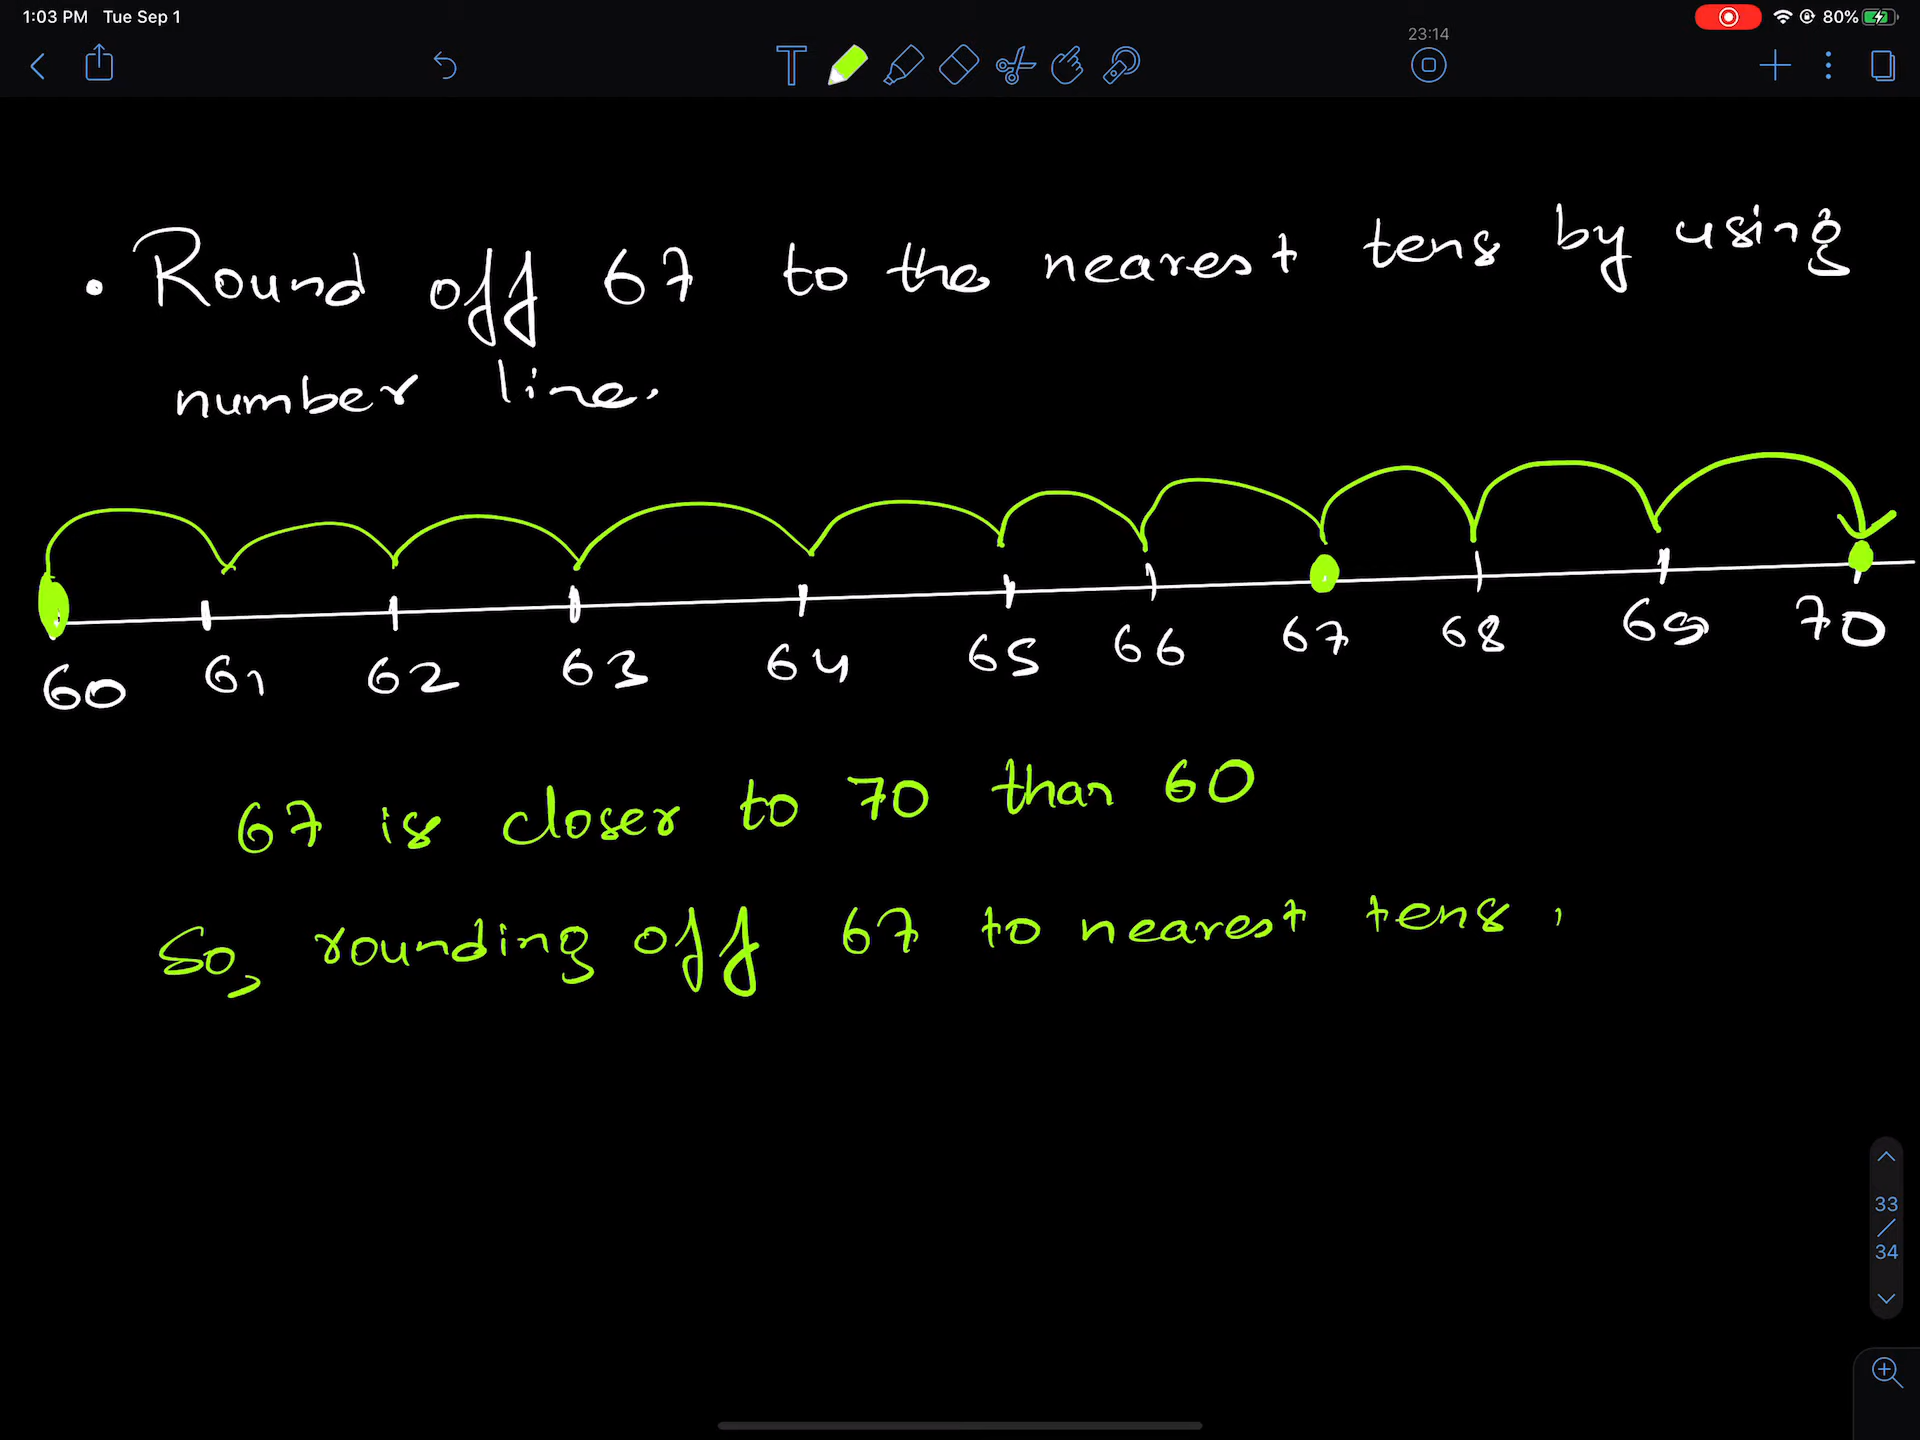 1:03 PM Tue Sep 1
80%
23:14
T
• Round off 67 to the nearest tens by using
number line.
60 61 62 63 64 65 66 67 68 69 70
67 is closer to 70 than 60
So, rounding off 67 to nearest tens
33
/
34